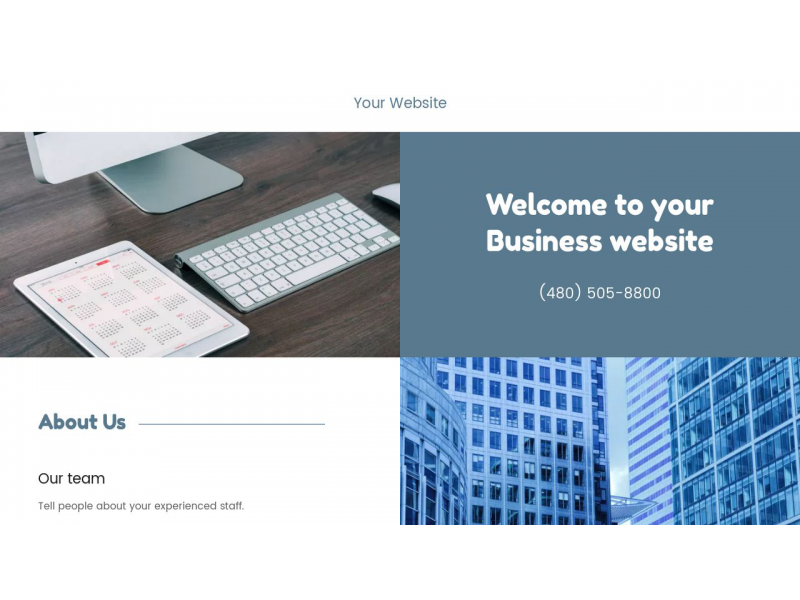 Your Website
Welcome to your
Business website
(480) 505-8800
About Us
Our team
Tell people about your experienced staff.